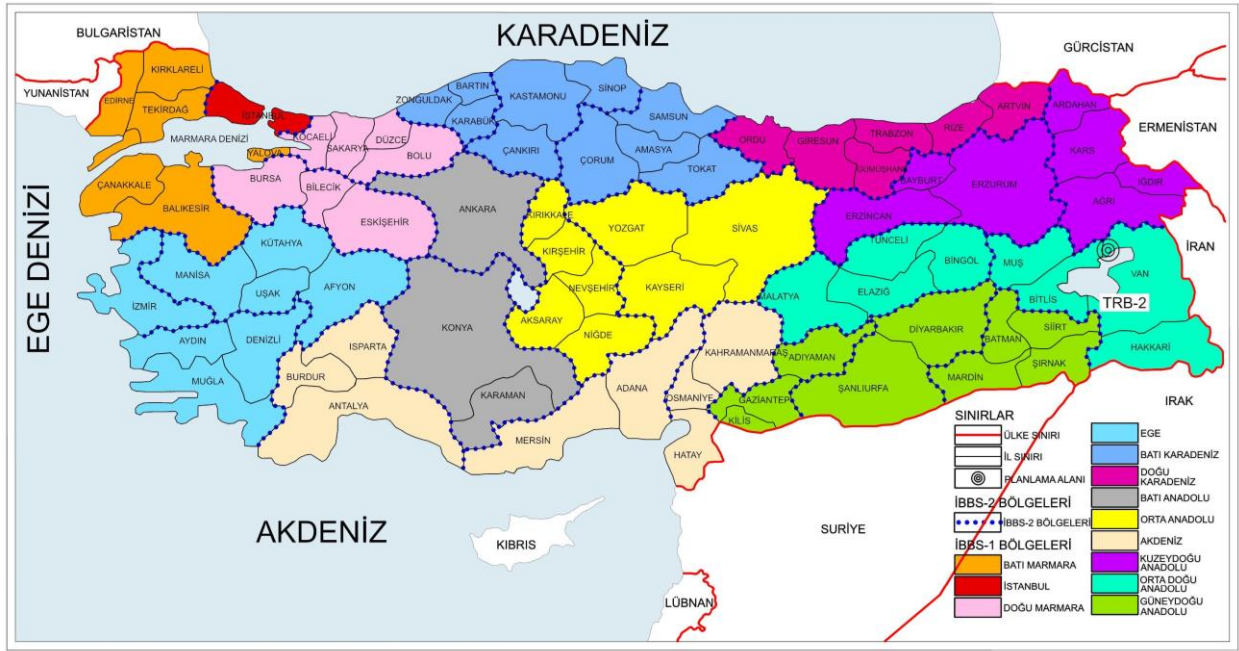 BULGARİSTAN
KARADENİZ
GÜRCİSTAN
YUNANİSTAN
ERMENİSTAN
İRAN
IRAK
SURİYE
LÜBNAN
KIBRIS
AKDENİZ
EGE DENİZİ
MARMARA DENİZİ
KIRKLARELİ
EDİRNE
TEKİRDAĞ
İSTANBUL
KOCAELİ
YALOVA
SAKARYA
DÜZCE
BOLU
BURSA
BİLECİK
ESKİŞEHİR
ÇANAKKALE
BALIKESİR
ZONGULDAK
BARTIN
KARABÜK
KASTAMONU
SİNOP
ÇANKIRI
ÇORUM
SAMSUN
AMASYA
TOKAT
ORDU
GİRESUN
TRABZON
RİZE
ARTVİN
GÜMÜŞHANE
BAYBURT
ARDAHAN
KARS
IĞDIR
AĞRI
ERZURUM
ERZİNCAN
ANKARA
KONYA
KARAMAN
KIRIKKALE
KIRŞEHİR
YOZGAT
SİVAS
NEVŞEHİR
KAYSERİ
AKSARAY
NİĞDE
KÜTAHYA
MANİSA
UŞAK
AFYON
İZMİR
AYDIN
DENİZLİ
MUĞLA
ISPARTA
BURDUR
ANTALYA
MERSİN
ADANA
OSMANİYE
KAHRAMANMARAŞ
HATAY
TUNCELİ
BİNGÖL
ELAZIĞ
MALATYA
MUŞ
BİTLİS
VAN
TRB-2
HAKKARİ
DİYARBAKIR
BATMAN
SİİRT
ŞIRNAK
MARDİN
ŞANLIURFA
ADIYAMAN
GAZİANTEP
KİLİS
SINIRLAR
ÜLKE SINIRI
İL SINIRI
PLANLAMA ALANI
İBBS-2 BÖLGELERİ
İBBS-2 BÖLGELERİ
İBBS-1 BÖLGELERİ
BATI MARMARA
İSTANBUL
DOĞU MARMARA
EGE
BATI KARADENİZ
DOĞU
KARADENİZ
BATI ANADOLU
ORTA ANADOLU
AKDENİZ
KUZEYDOĞU
ANADOLU
ORTA DOĞU
ANADOLU
GÜNEYDOĞU
ANADOLU